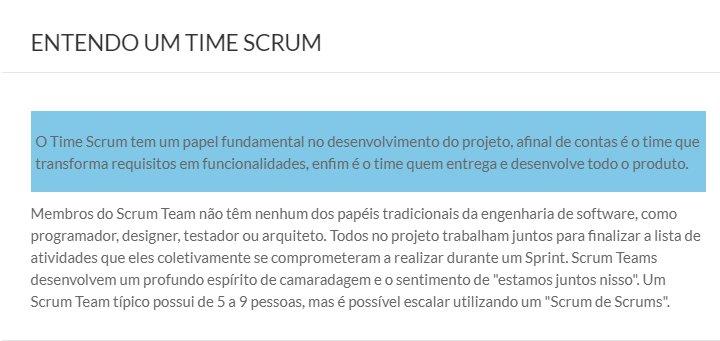 ENTENDO UM TIME SCRUM
O Time Scrum tem um papel fundamental no desenvolvimento do projeto, afinal de contas é o time que
transforma requisitos em funcionalidades, enfim é o time quem entrega e desenvolve todo o produto.
Membros do Scrum Team não têm nenhum dos papéis tradicionais da engenharia de software, como
programador, designer, testador ou arquiteto. Todos no projeto trabalham juntos para finalizar a lista de
atividades que eles coletivamente se comprometeram a realizar durante um Sprint. Scrum Teams
desenvolvem um profundo espírito de camaradagem e o sentimento de "estamos juntos nisso". Um
Scrum Team típico possui de 5 a 9 pessoas, mas é possível escalar utilizando um "Scrum de Scrums".